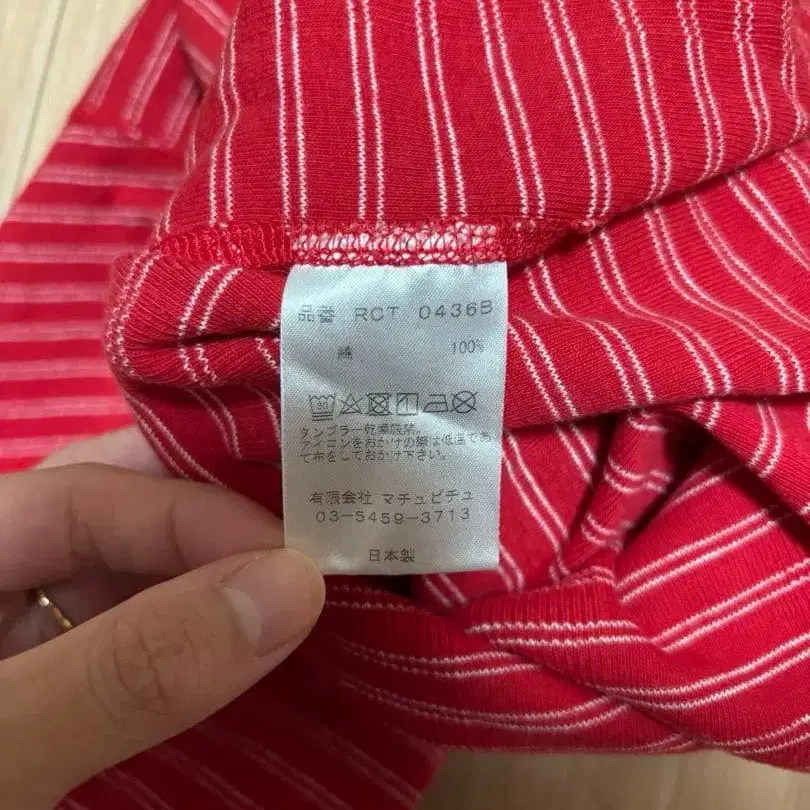 品番 RCT 0436B
綿 100%
タンブラー乾燥厳禁。
アイロンをおかけの際は低温であ
て布をしておかけ下さい。
有限会社 マチュピチュ
03-5459-3713
日本製